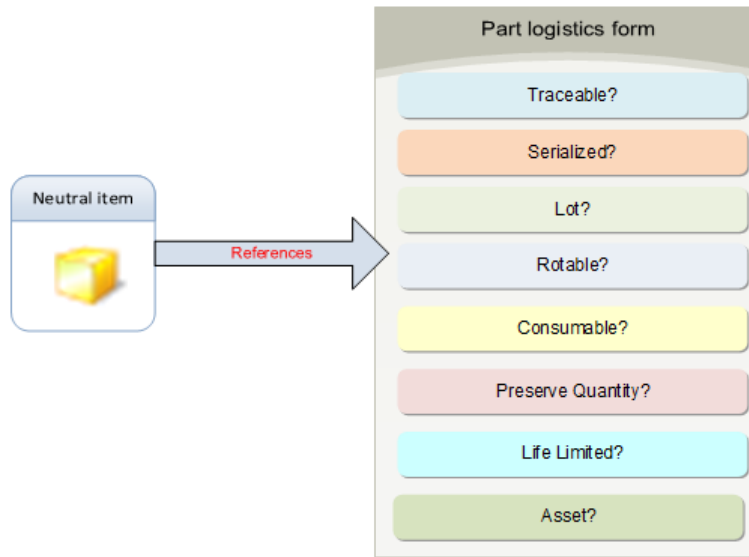 Part logistics form
Traceable?
Serialized?
Lot?
Neutral item
References
Rotable?
Consumable?
Preserve Quantity?
Life Limited?
Asset?